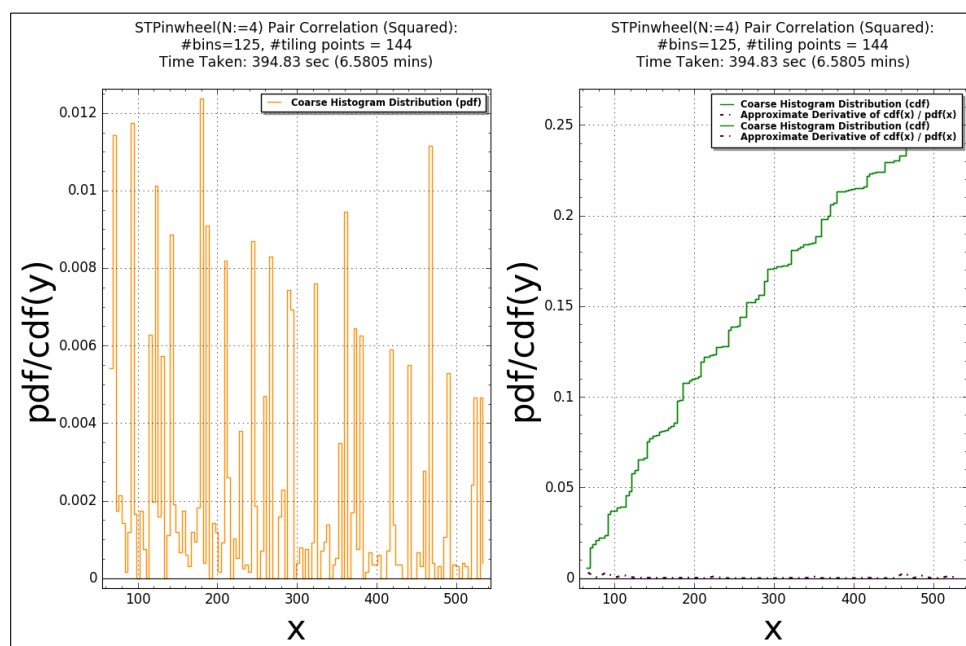 STPinwheel(N:=4) Pair Correlation (Squared):
#bins=125, #tiling points = 144
Time Taken: 394.83 sec (6.5805 mins)
Coarse Histogram Distribution (pdf)
0.012
0.01
0.008
0.006
0.004
0.002
0
pdf/cdf(y)
100 200 300 400 500
x
STPinwheel(N:=4) Pair Correlation (Squared):
#bins=125, #tiling points = 144
Time Taken: 394.83 sec (6.5805 mins)
Coarse Histogram Distribution (cdf)
Approximate Derivative of cdf(x) / pdf(x)
Coarse Histogram Distribution (cdf)
Approximate Derivative of cdf(x) / pdf(x)
0.25
0.2
0.15
0.1
0.05
0
pdf/cdf(y)
100 200 300 400 500
x